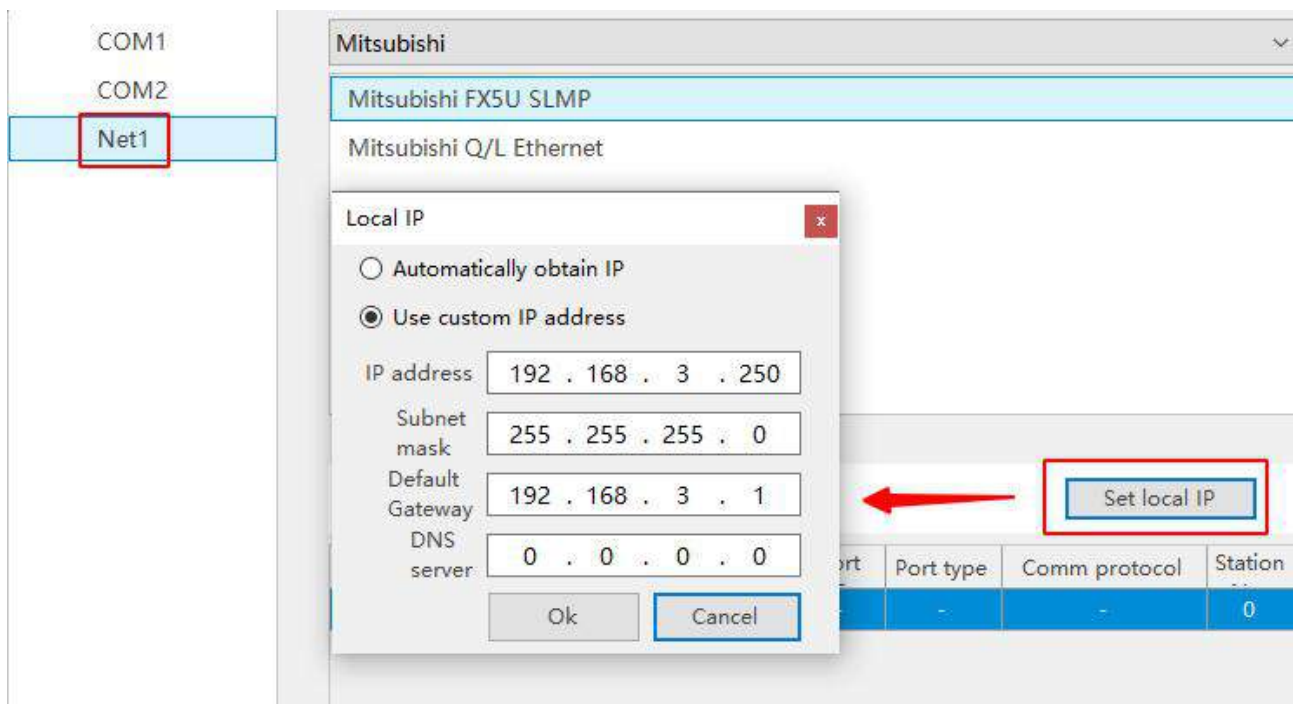 COM1
COM2
Net1
Mitsubishi
Mitsubishi FX5U SLMP
Mitsubishi Q/L Ethernet
Local IP
x
Automatically obtain IP
Use custom IP address
IP address 192 . 168 . 3 . 250
Subnet
mask
255 . 255 . 255 . 0
Default
Gateway
192 . 168 . 3 . 1
DNS
server
0 . 0 . 0 . 0
Ok
Cancel
Set local IP
Port type
Comm protocol
Station
- - 0